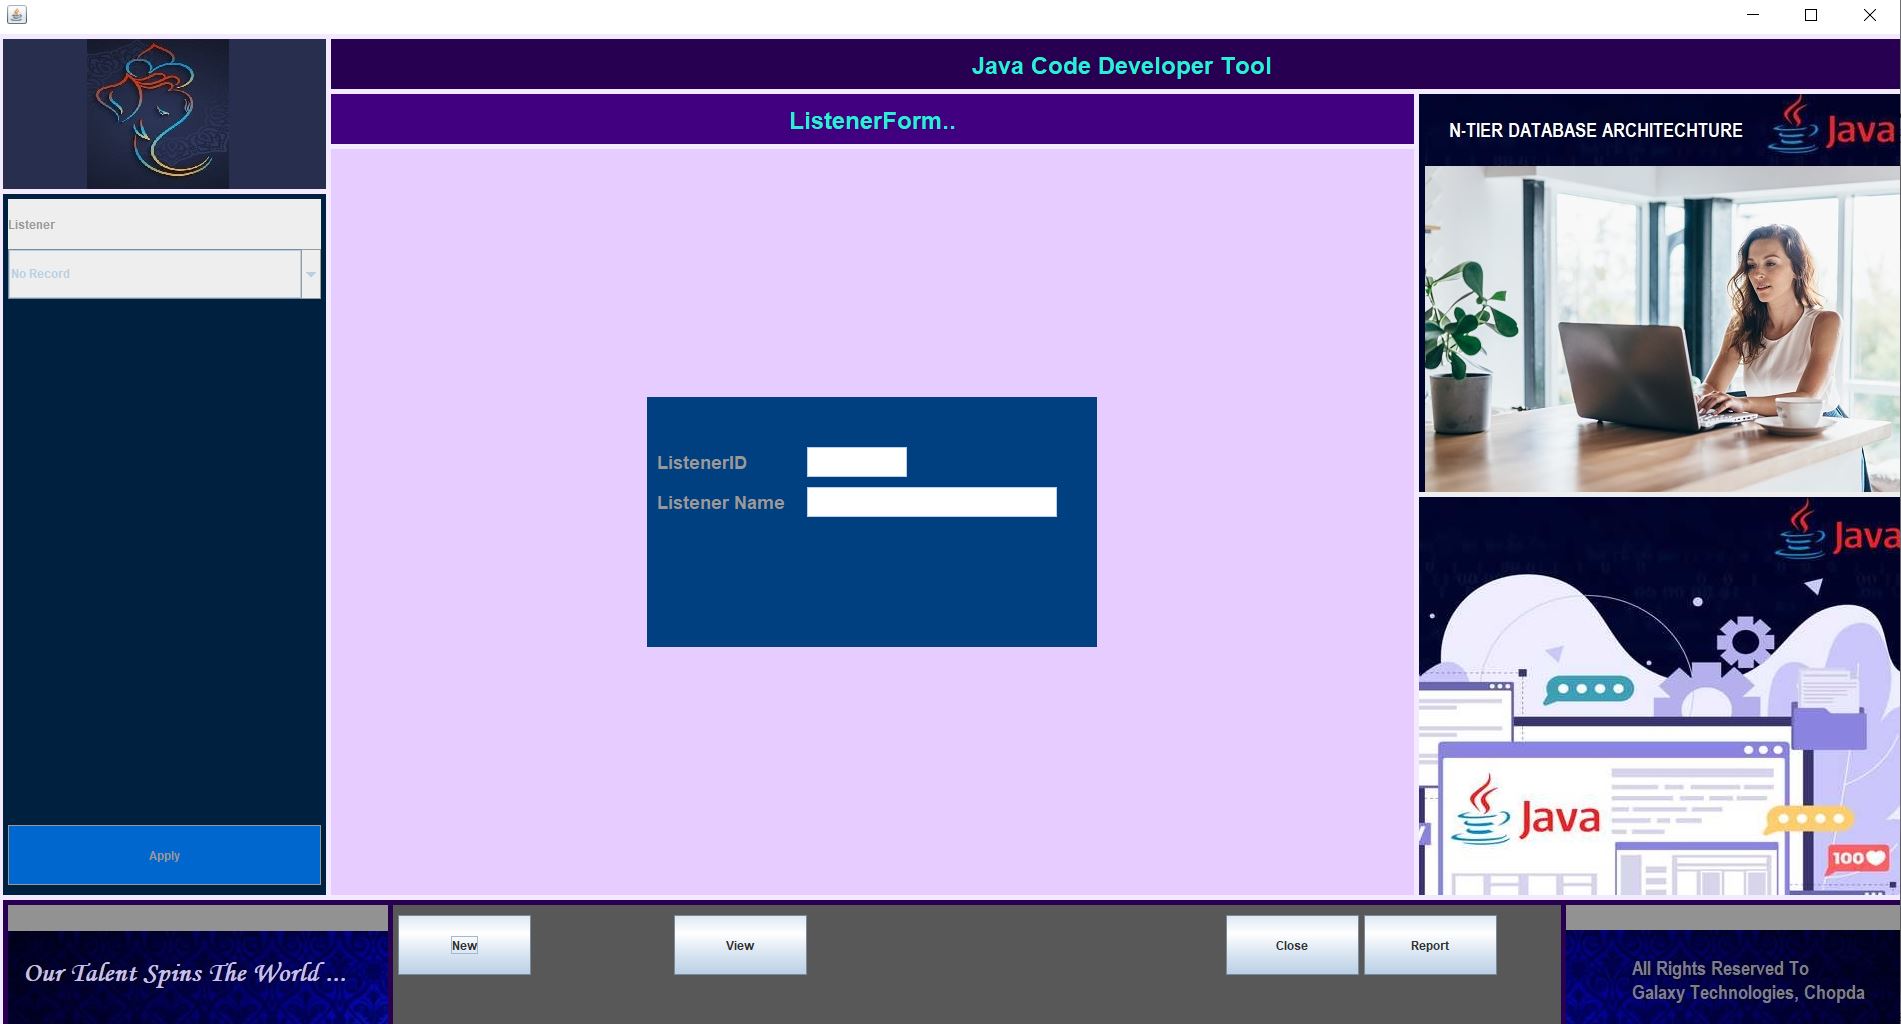 Java Code Developer Tool
ListenerForm..
Listener
No Record
Apply
ListenerID
Listener Name
N-TIER DATABASE ARCHITECHTURE
Java
Java
Java
100
New
View
Close
Report
Our Talent Spins The World ...
All Rights Reserved To
Galaxy Technologies, Chopda